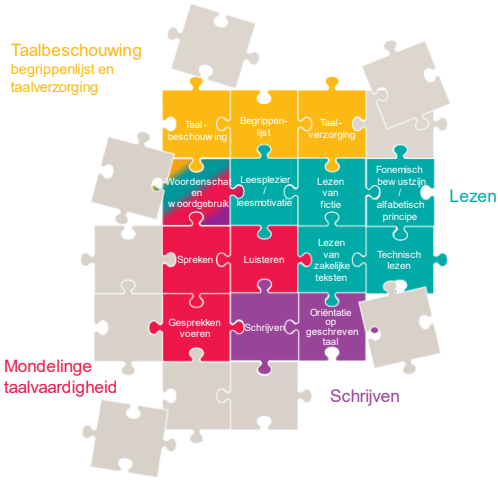 Taalbeschouwing
begrippenlijst en
taalverzorging
Taal-
beschouwing
Begrippen-
lijst
Taal-
verzorging
Woordenschat
en
woordgebruik
Leesplezier
/
leesmotivatie
Lezen
van
fictie
Fonemisch
bewustzijn
/
alfabetisch
principe
Lezen
Spreken
Luisteren
Lezen
van
zakelijke
teksten
Technisch
lezen
Gesprekken
voeren
Schrijven
Oriëntatie
op
geschreven
taal
Mondelinge
taalvaardigheid
Schrijven